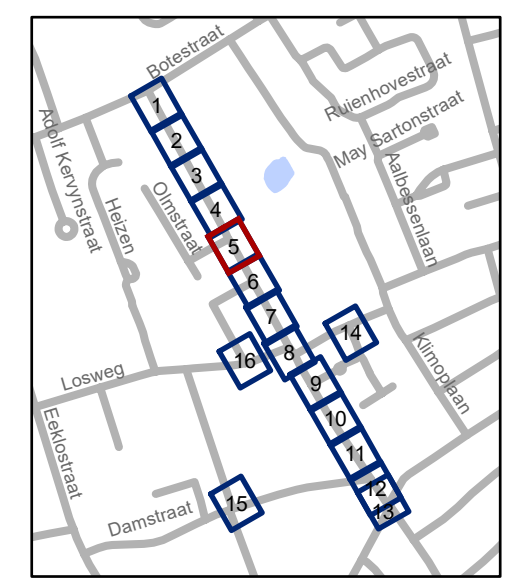 Botestraat
1
Ruienhovestraat
May Sartonstraat
Adolf Kervynstraat
2
Aalbessenlaan
3
Olmstraat
Heizen
4
5
6
7
14
8
16
Klimoplaan
Losweg
9
10
Eeklostraat
11
12
15
13
Damstraat